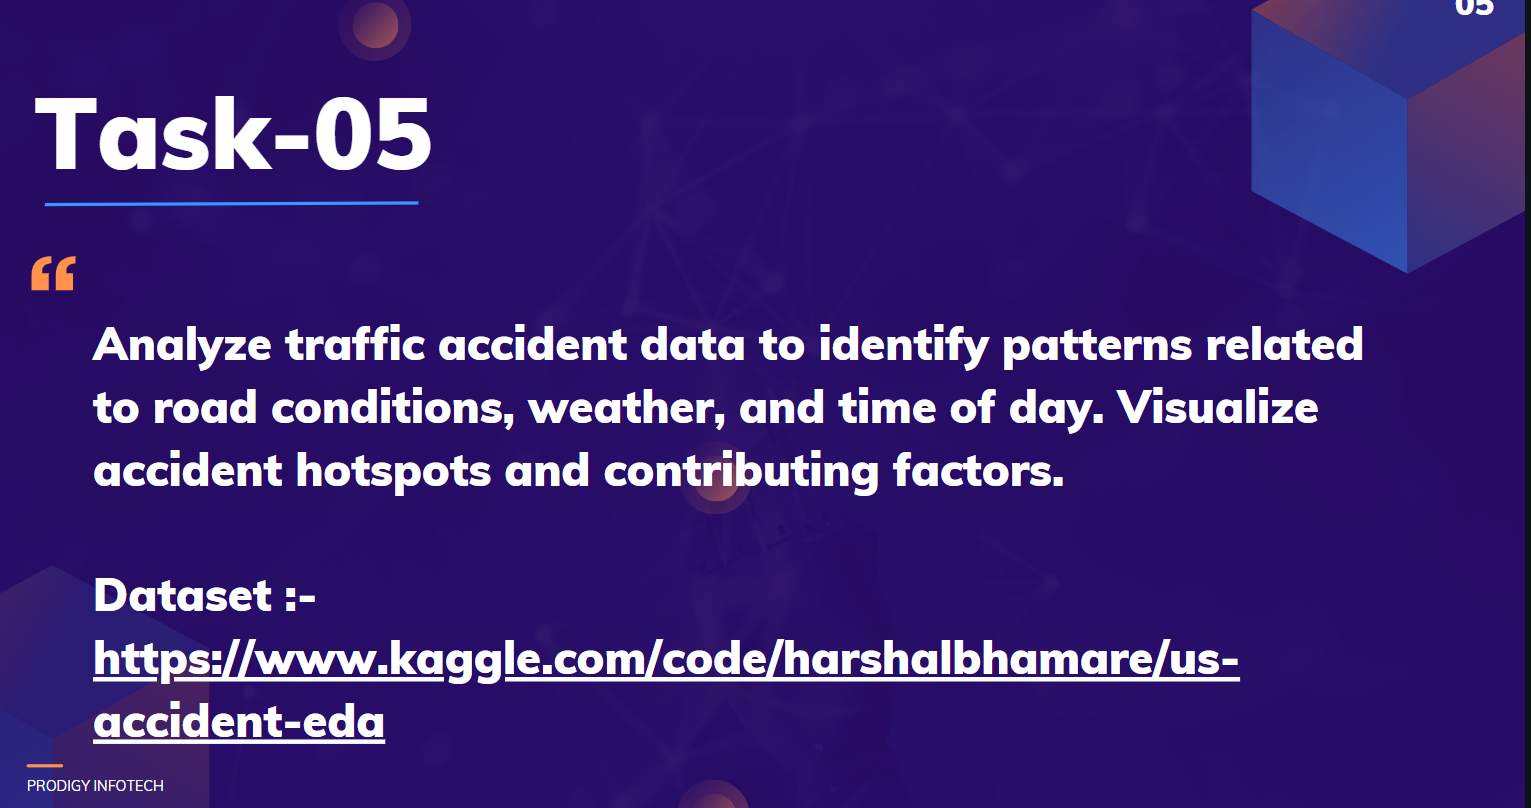 05
Task-05
“
Analyze traffic accident data to identify patterns related
to road conditions, weather, and time of day. Visualize
accident hotspots and contributing factors.
Dataset :-
https://www.kaggle.com/code/harshalbhamare/us-
accident-eda
PRODIGY INFOTECH